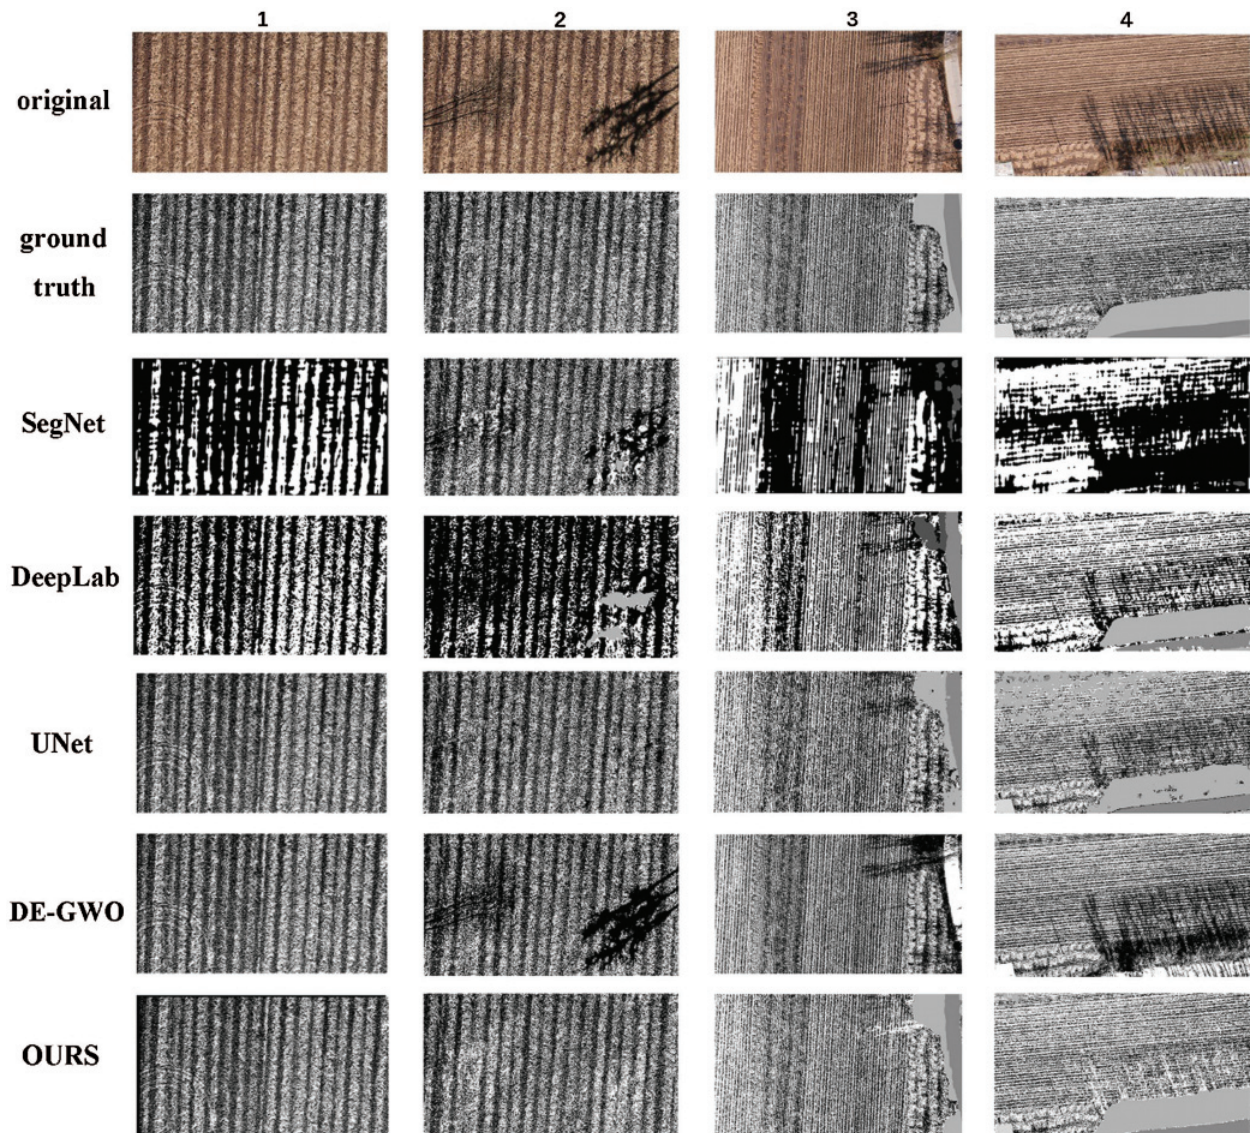 1 2 3 4
original
ground
truth
SegNet
DeepLab
UNet
DE-GWO
OURS